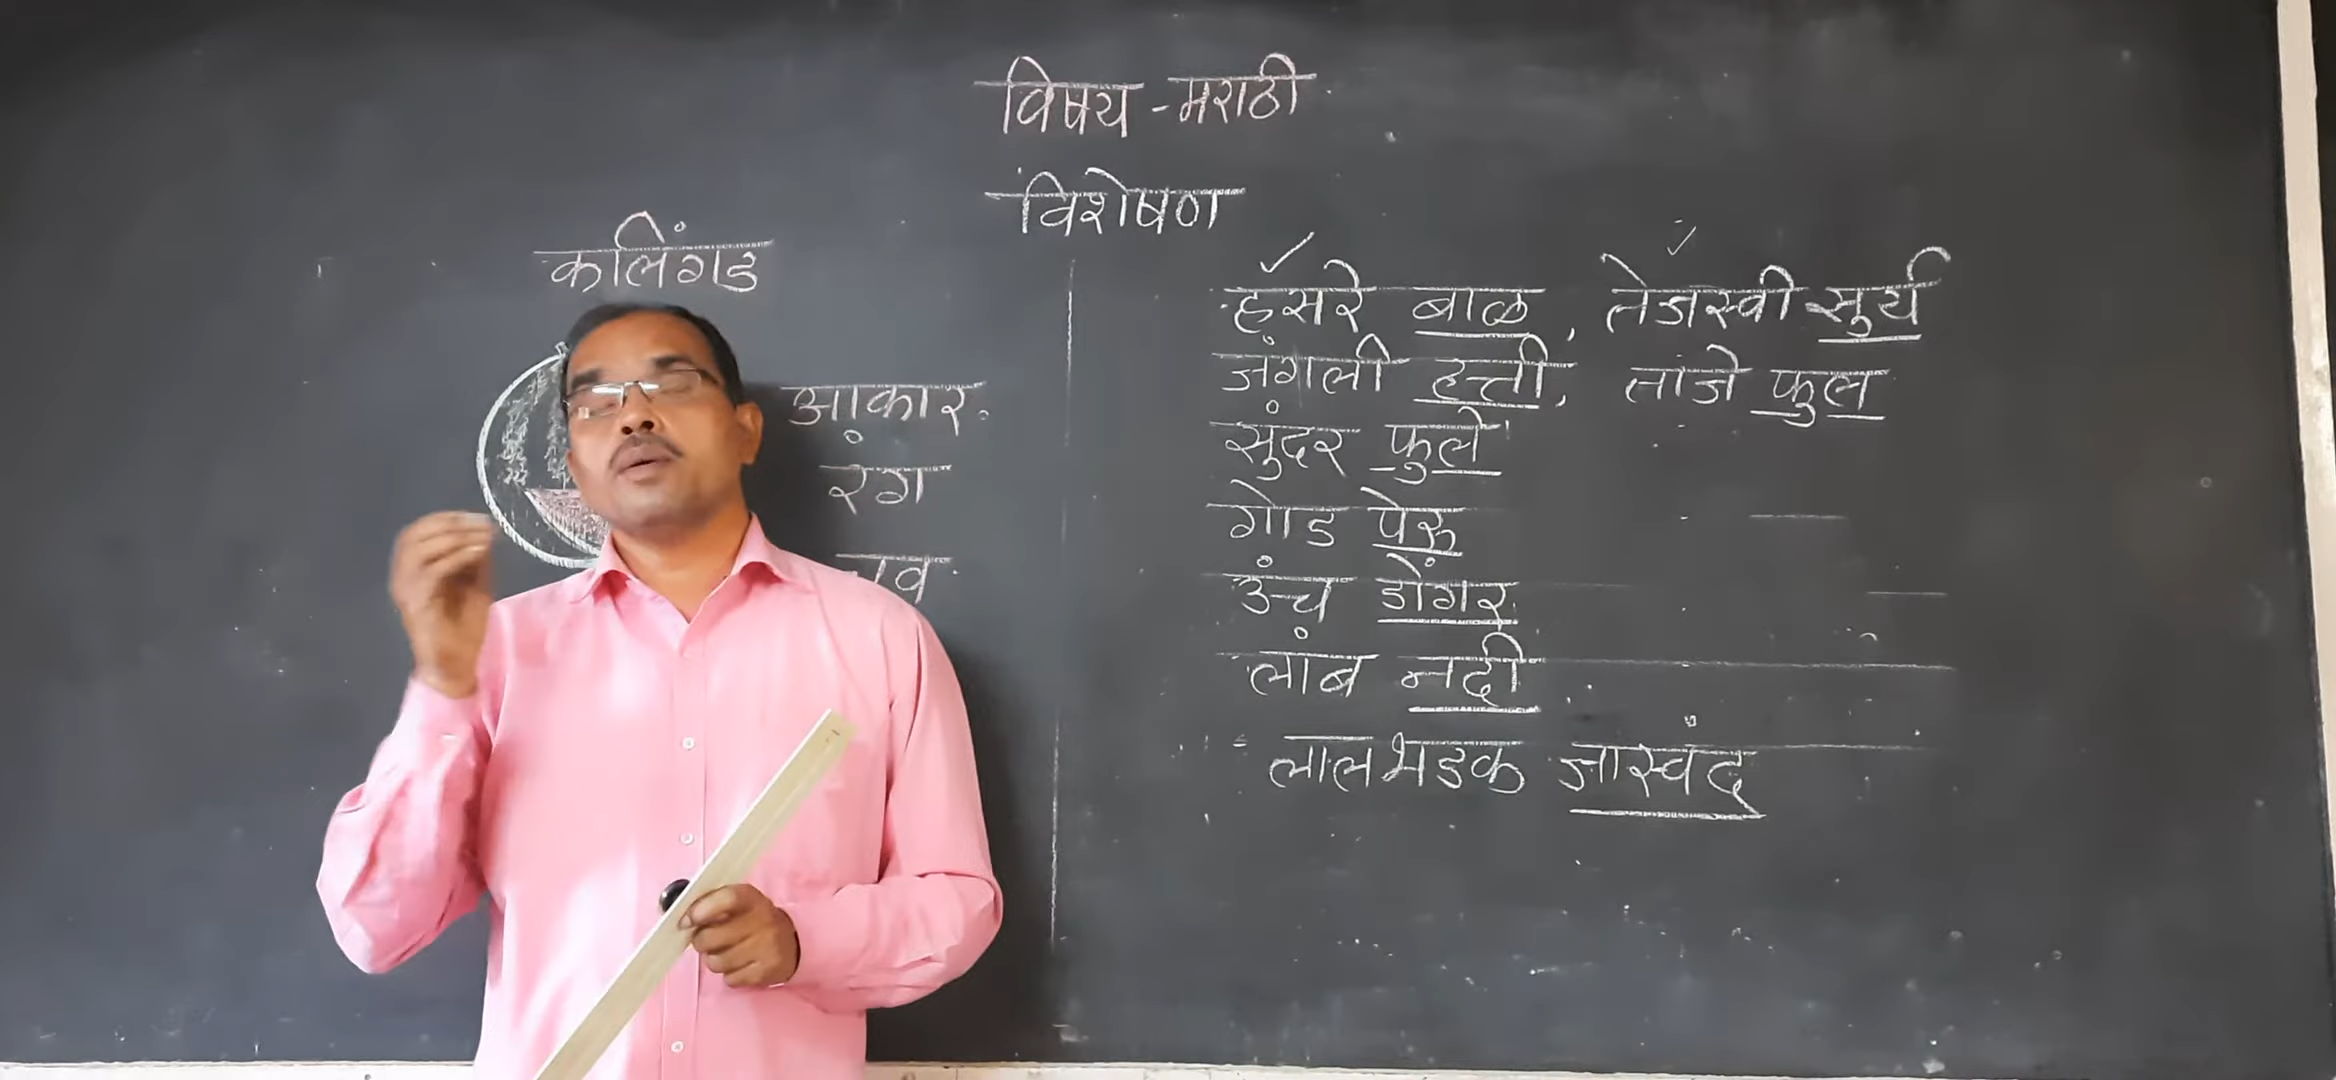 विषय - मराठी
विशेषण
कलिंगड
आकार.
रंग
हसरे बाळ, तेजस्वी सुर्य
जंगली हत्ती, ताजे फुल
सुंदर फुले
गोड पेरू
उंच डोंगर
लांब नदी
लालभडक जास्वंद